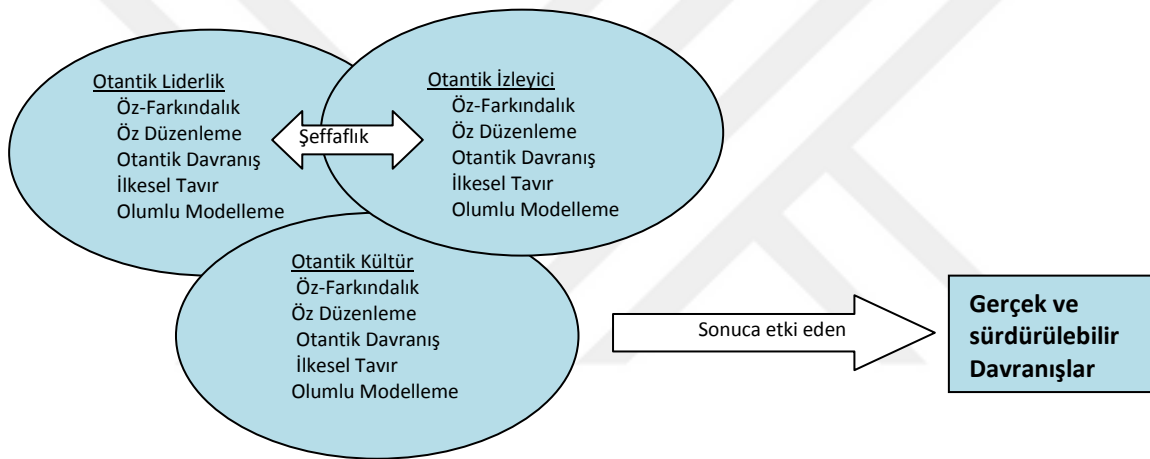 Otantik Liderlik
Öz-Farkındalık
Öz Düzenleme
Otantik Davranış
İlkesel Tavır
Olumlu Modelleme
Şeffaflık
Otantik İzleyici
Öz-Farkındalık
Öz Düzenleme
Otantik Davranış
İlkesel Tavır
Olumlu Modelleme
Otantik Kültür
Öz-Farkındalık
Öz Düzenleme
Otantik Davranış
İlkesel Tavır
Olumlu Modelleme
Sonuca etki eden
Gerçek ve
sürdürülebilir
Davranışlar